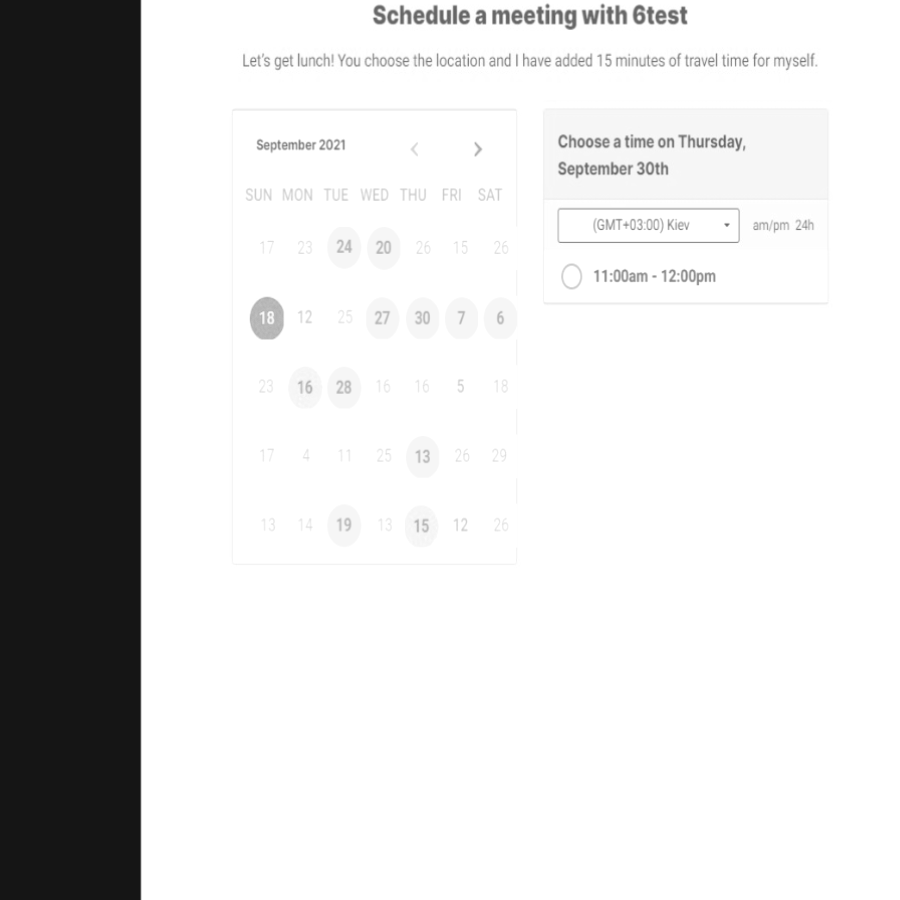 Schedule a meeting with 6test
Let's get lunch! You choose the location and I have added 15 minutes of travel time for myself.
September 2021
SUN MON TUE WED THU FRI SAT
17 23 24 20 26 15 26
18 12 25 27 30 7 6
23 16 28 16 16 5 18
17 4 11 25 13 26 29
13 14 19 13 15 12 26
Choose a time on Thursday,
September 30th
(GMT+03:00) Kiev am/pm 24h
11:00am - 12:00pm